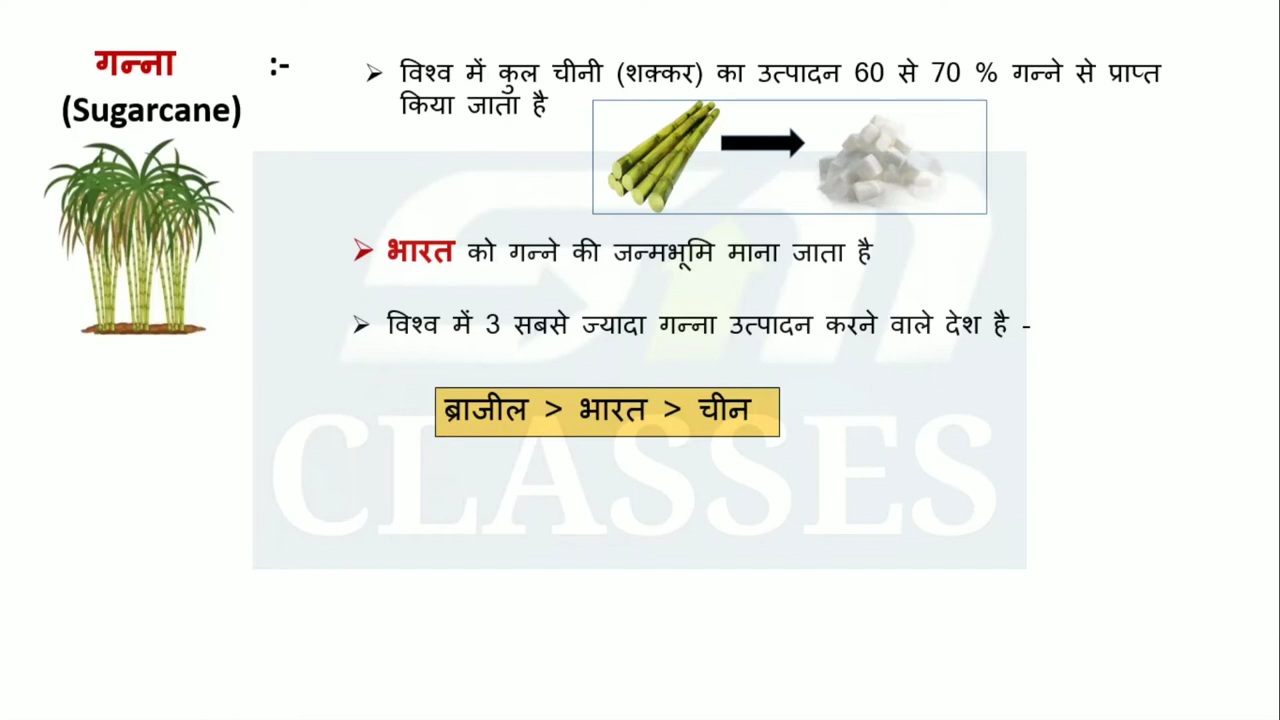 गन्ना :-
(Sugarcane)
➢ विश्व में कुल चीनी (शक़्कर) का उत्पादन 60 से 70 % गन्ने से प्राप्त
किया जाता है
➢ भारत को गन्ने की जन्मभूमि माना जाता है
➢ विश्व में 3 सबसे ज्यादा गन्ना उत्पादन करने वाले देश है -
ब्राजील > भारत > चीन
CLASSES